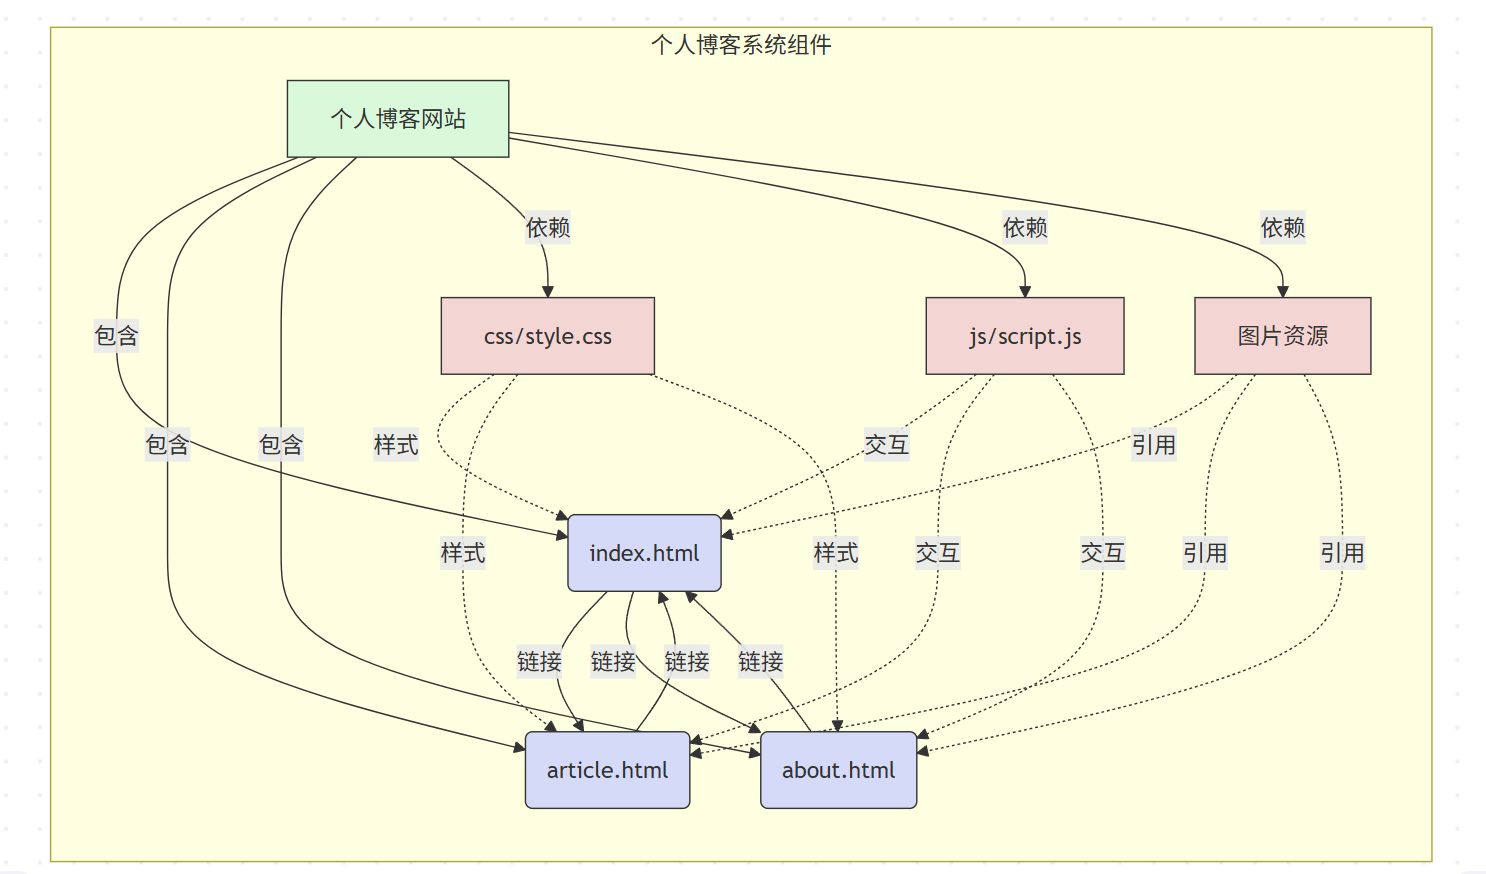 个人博客系统组件
个人博客网站
依赖
依赖
依赖
包含
css/style.css
js/script.js
图片资源
包含
包含
样式
交互
引用
样式
index.html
样式
交互
交互
引用
引用
链接
链接
链接
链接
article.html
about.html